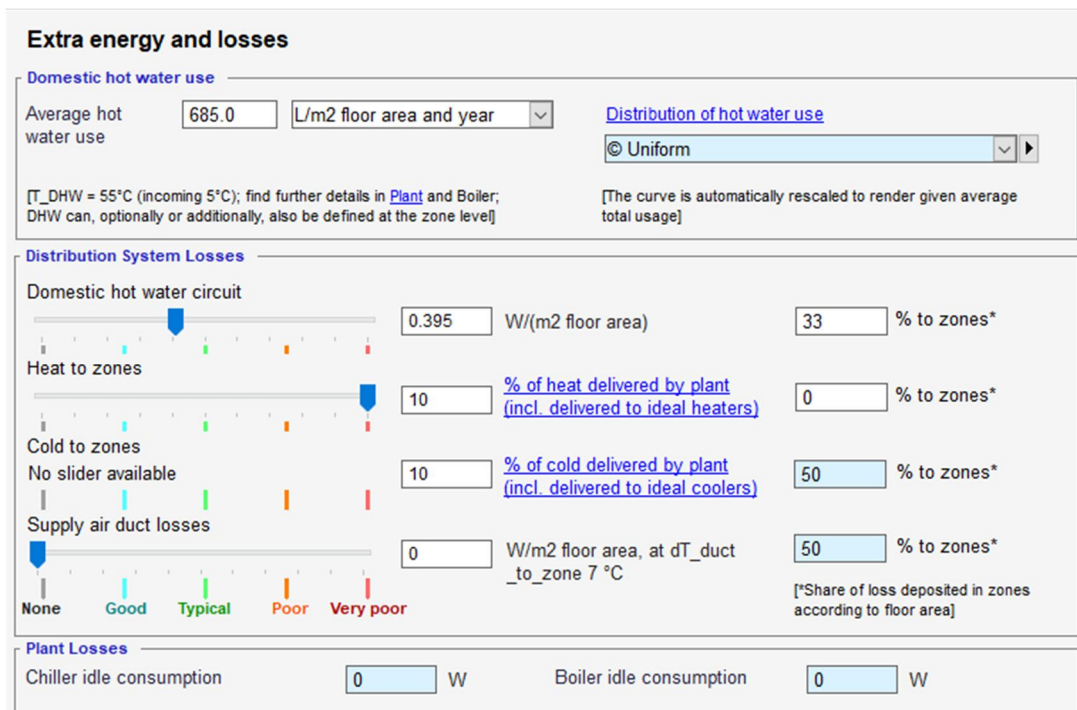 Extra energy and losses
Domestic hot water use
Average hot water use 685.0 L/m2 floor area and year
Distribution of hot water use
© Uniform
[T_DHW = 55°C (incoming 5°C); find further details in Plant and Boiler;
DHW can, optionally or additionally, also be defined at the zone level]
[The curve is automatically rescaled to render given average
total usage]
Distribution System Losses
Domestic hot water circuit
0.395 W/(m2 floor area) 33 % to zones*
Heat to zones
10 % of heat delivered by plant
(incl. delivered to ideal heaters)
0 % to zones*
Cold to zones
No slider available
10 % of cold delivered by plant
(incl. delivered to ideal coolers)
50 % to zones*
Supply air duct losses
0 W/m2 floor area, at dT_duct
_to_zone 7 °C
50 % to zones*
[*Share of loss deposited in zones
according to floor area]
None Good Typical Poor Very poor
Plant Losses
Chiller idle consumption 0 W Boiler idle consumption 0 W